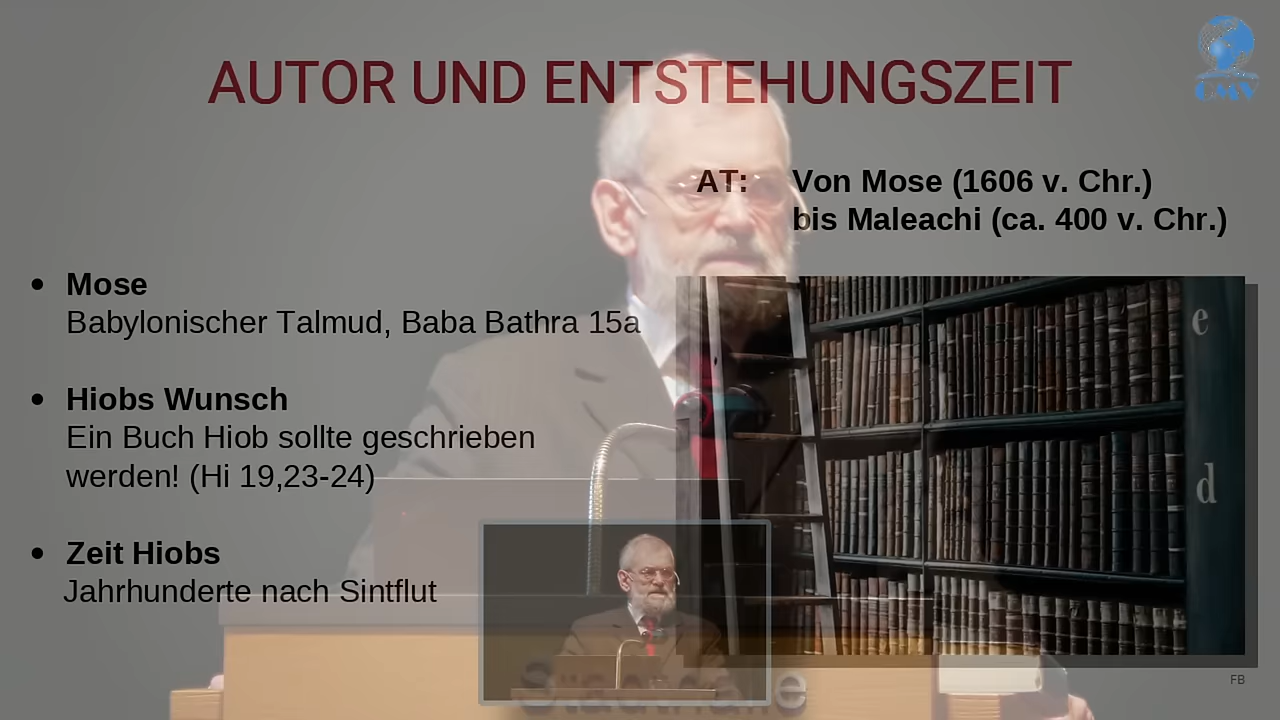 AUTOR UND ENTSTEHUNGSZEIT
CMV
AT: Von Mose (1606 v. Chr.)
bis Maleachi (ca. 400 v. Chr.)
• Mose
Babylonischer Talmud, Baba Bathra 15a
• Hiobs Wunsch
Ein Buch Hiob sollte geschrieben
werden! (Hi 19,23-24)
• Zeit Hiobs
Jahrhunderte nach Sintflut
e
d
Stadthalle
FB